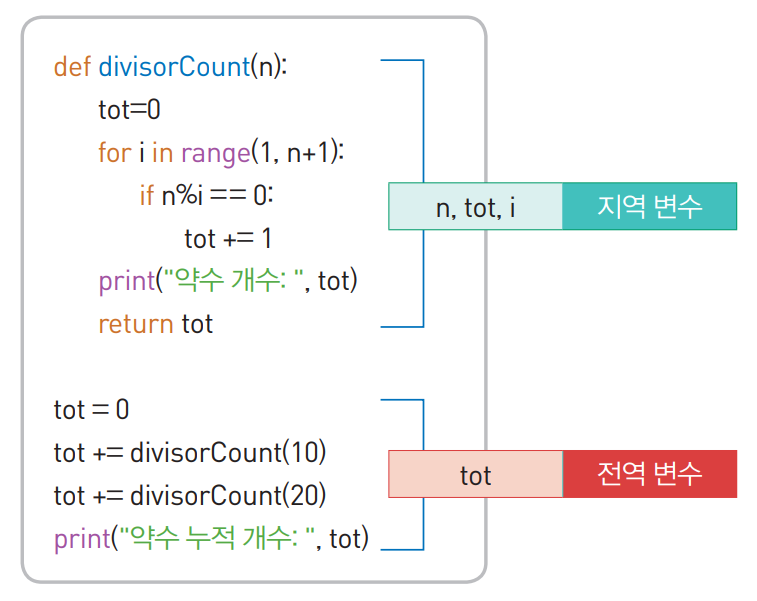 def divisorCount(n):
tot=0
for i in range(1, n+1):
if n%i == 0:
n, tot, i
지역 변수
tot += 1
print("약수 개수: ", tot)
return tot
tot = 0
tot += divisorCount(10)
tot += divisorCount(20)
tot
전역 변수
print("약수 누적 개수: ", tot)